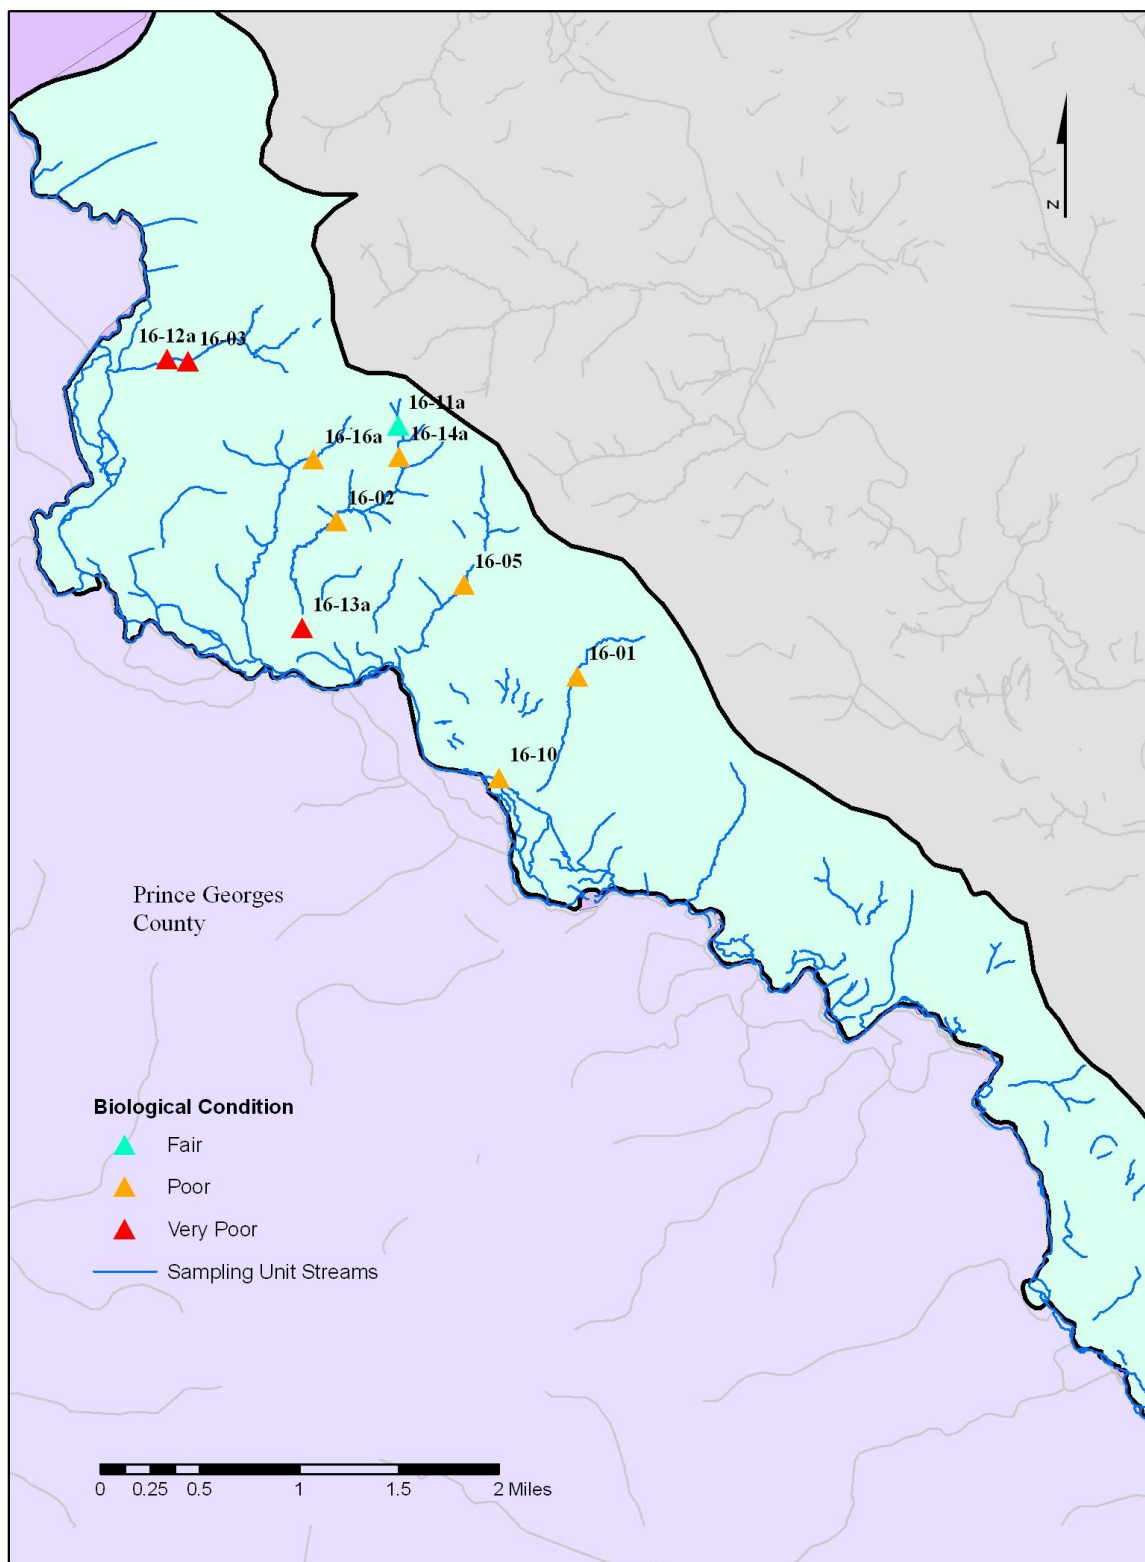 N
16-12a
16-03
16-11a
16-14a
16-16a
16-02
16-05
16-13a
16-01
16-10
Prince Georges
County
Biological Condition
Fair
Poor
Very Poor
Sampling Unit Streams
0 0.25 0.5 1 1.5 2 Miles